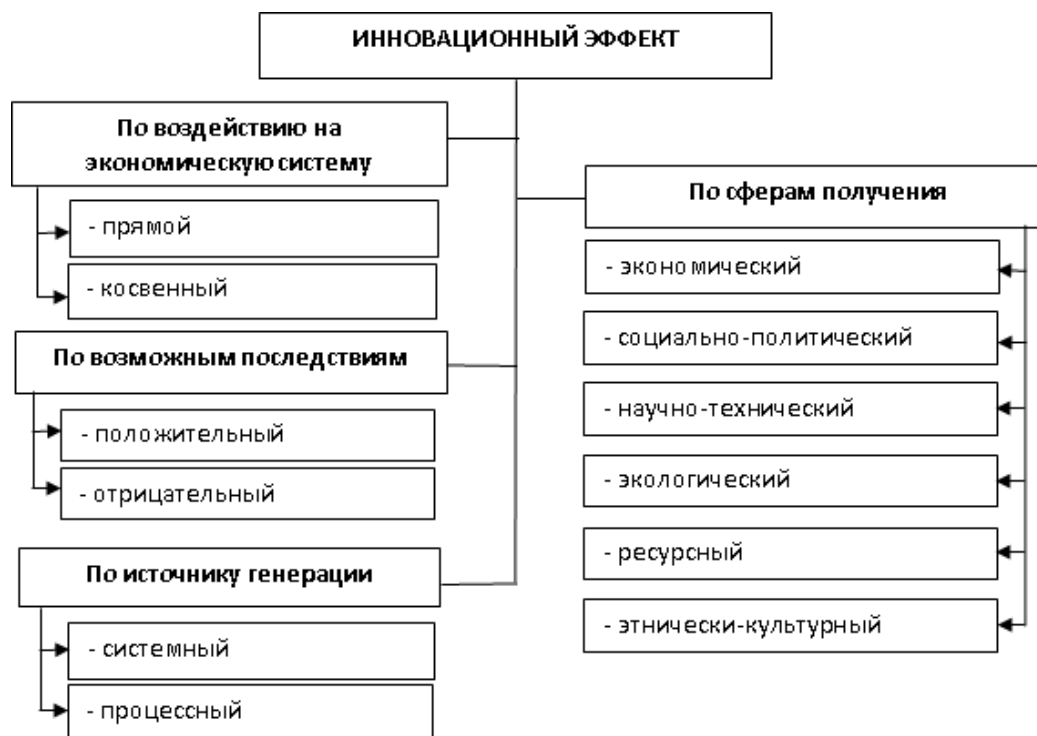 ИННОВАЦИОННЫЙ ЭФФЕКТ
По воздействию на
экономическую систему
- прямой
- косвенный
По возможным последствиям
- положительный
- отрицательный
По источнику генерации
- системный
- процессный
По сферам получения
- экономический
- социально-политический
- научно-технический
- экологический
- ресурсный
- этнически-культурный